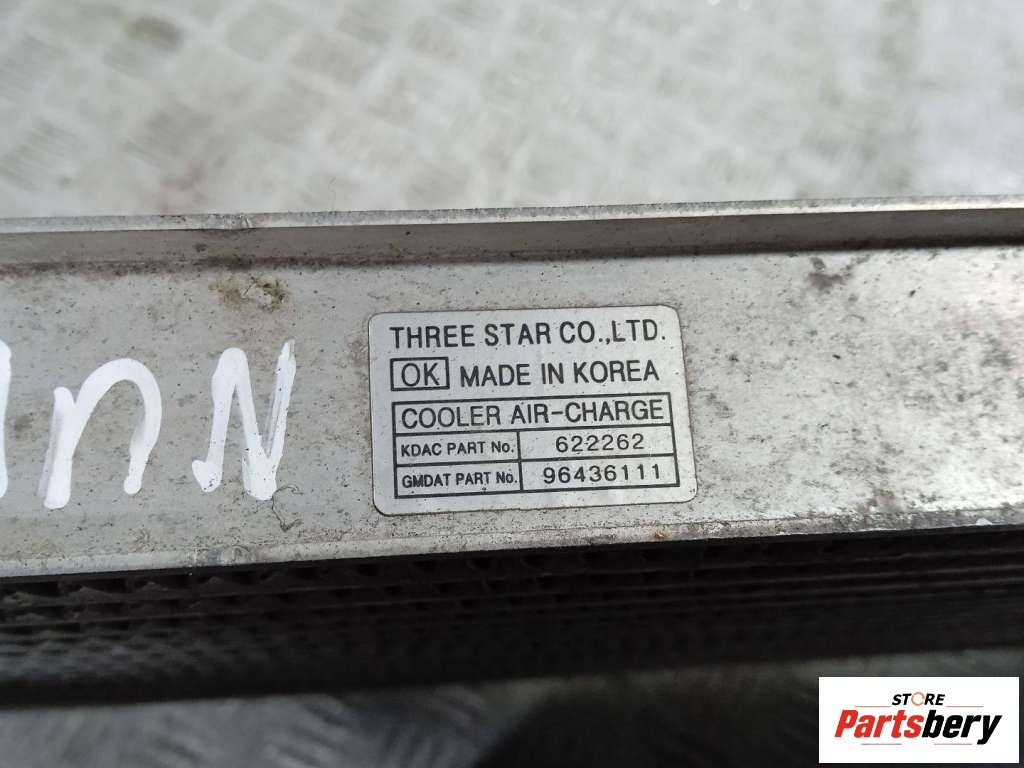 THREE STAR CO.,LTD.
OK MADE IN KOREA
COOLER AIR-CHARGE
KDAC PART No. 622262
GMDAT PART No. 96436111
STORE
Partsbery